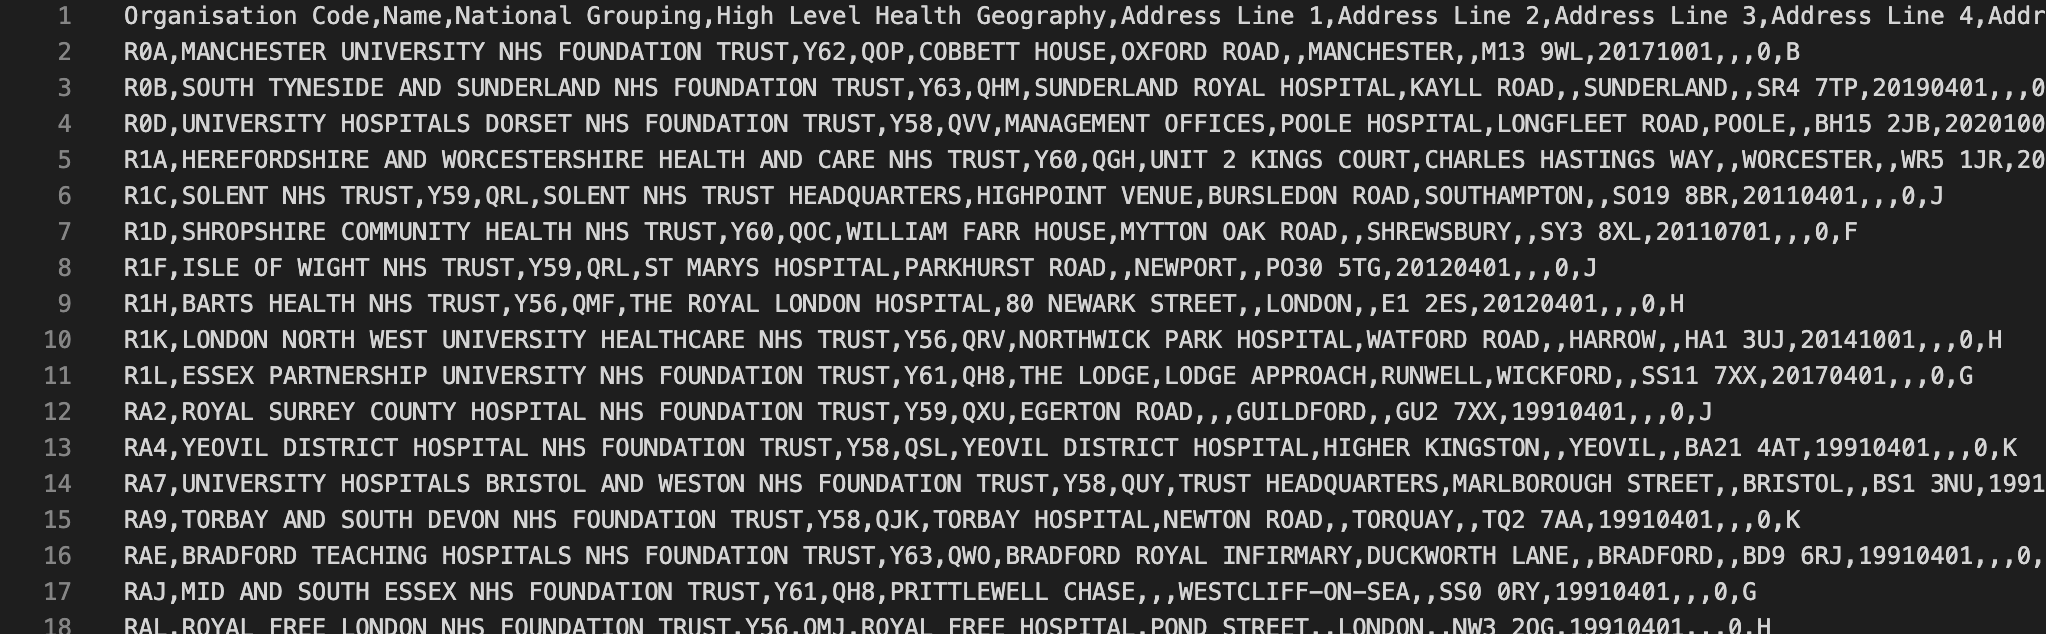 1 Organisation Code,Name,National Grouping,High Level Health Geography,Address Line 1,Address Line 2,Address Line 3,Address Line 4,Addr
2 R0A,MANCHESTER UNIVERSITY NHS FOUNDATION TRUST,Y62,QOP,COBBETT HOUSE,OXFORD ROAD,,MANCHESTER,,M13 9WL,20171001,,,0,B
3 R0B,SOUTH TYNESIDE AND SUNDERLAND NHS FOUNDATION TRUST,Y63,QHM,SUNDERLAND ROYAL HOSPITAL,KAYLL ROAD,,SUNDERLAND,,SR4 7TP,20190401,,,0
4 R0D,UNIVERSITY HOSPITALS DORSET NHS FOUNDATION TRUST,Y58,QVV,MANAGEMENT OFFICES,POOLE HOSPITAL,LONGFLEET ROAD,POOLE,,BH15 2JB,2020100
5 R1A,HEREFORDSHIRE AND WORCESTERSHIRE HEALTH AND CARE NHS TRUST,Y60,QGH,UNIT 2 KINGS COURT,CHARLES HASTINGS WAY,,WORCESTER,,WR5 1JR,20
6 R1C,SOLENT NHS TRUST,Y59,QRL,SOLENT NHS TRUST HEADQUARTERS,HIGHPOINT VENUE,BURSLEDON ROAD,SOUTHAMPTON,,SO19 8BR,20110401,,,0,J
7 R1D,SHROPSHIRE COMMUNITY HEALTH NHS TRUST,Y60,QOC,WILLIAM FARR HOUSE,MYTTON OAK ROAD,,SHREWSBURY,,SY3 8XL,20110701,,,0,F
8 R1F,ISLE OF WIGHT NHS TRUST,Y59,QRL,ST MARYS HOSPITAL,PARKHURST ROAD,,NEWPORT,,PO30 5TG,20120401,,,0,J
9 R1H,BARTS HEALTH NHS TRUST,Y56,QMF,THE ROYAL LONDON HOSPITAL,80 NEWARK STREET,,LONDON,,E1 2ES,20120401,,,0,H
10 R1K,LONDON NORTH WEST UNIVERSITY HEALTHCARE NHS TRUST,Y56,QRV,NORTHWICK PARK HOSPITAL,WATFORD ROAD,,HARROW,,HA1 3UJ,20141001,,,0,H
11 R1L,ESSEX PARTNERSHIP UNIVERSITY NHS FOUNDATION TRUST,Y61,QH8,THE LODGE,LODGE APPROACH,RUNWELL,WICKFORD,,SS11 7XX,20170401,,,0,G
12 RA2,ROYAL SURREY COUNTY HOSPITAL NHS FOUNDATION TRUST,Y59,QXU,EGERTON ROAD,,,GUILDFORD,,GU2 7XX,19910401,,,0,J
13 RA4,YEOVIL DISTRICT HOSPITAL NHS FOUNDATION TRUST,Y58,QSL,YEOVIL DISTRICT HOSPITAL,HIGHER KINGSTON,,YEOVIL,,BA21 4AT,19910401,,,0,K
14 RA7,UNIVERSITY HOSPITALS BRISTOL AND WESTON NHS FOUNDATION TRUST,Y58,QUY,TRUST HEADQUARTERS,MARLBOROUGH STREET,,BRISTOL,,BS1 3NU,1991
15 RA9,TORBAY AND SOUTH DEVON NHS FOUNDATION TRUST,Y58,QJK,TORBAY HOSPITAL,NEWTON ROAD,,TORQUAY,,TQ2 7AA,19910401,,,0,K
16 RAE,BRADFORD TEACHING HOSPITALS NHS FOUNDATION TRUST,Y63,QWO,BRADFORD ROYAL INFIRMARY,DUCKWORTH LANE,,BRADFORD,,BD9 6RJ,19910401,,,0,
17 RAJ,MID AND SOUTH ESSEX NHS FOUNDATION TRUST,Y61,QH8,PRITTLEWELL CHASE,,,WESTCLIFF-ON-SEA,,SS0 0RY,19910401,,,0,G
18 RAL,ROYAL FREE LONDON NHS FOUNDATION TRUST,Y56,QMJ,ROYAL FREE HOSPITAL,POND STREET,,LONDON,,NW3 2QG,19910401,,,0,H